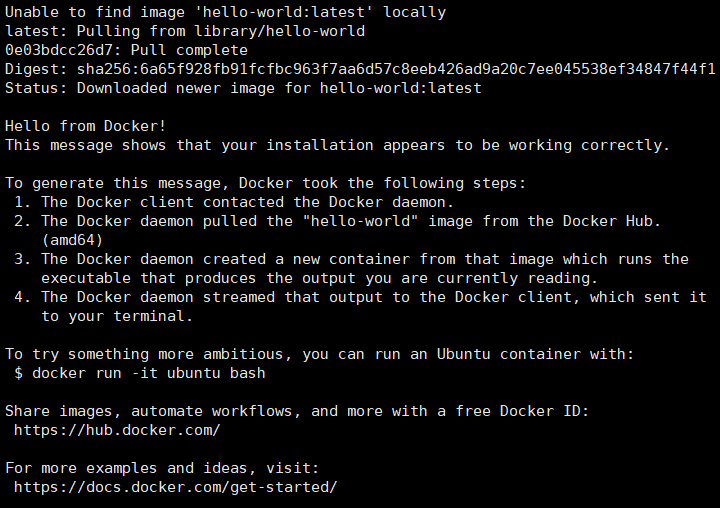 Unable to find image 'hello-world:latest' locally
latest: Pulling from library/hello-world
0e03bdcc26d7: Pull complete
Digest: sha256:6a65f928fb91fcfbc963f7aa6d57c8eeb426ad9a20c7ee045538ef34847f44f1
Status: Downloaded newer image for hello-world:latest

Hello from Docker!
This message shows that your installation appears to be working correctly.

To generate this message, Docker took the following steps:
 1. The Docker client contacted the Docker daemon.
 2. The Docker daemon pulled the "hello-world" image from the Docker Hub.
    (amd64)
 3. The Docker daemon created a new container from that image which runs the
    executable that produces the output you are currently reading.
 4. The Docker daemon streamed that output to the Docker client, which sent it
    to your terminal.

To try something more ambitious, you can run an Ubuntu container with:
 $ docker run -it ubuntu bash

Share images, automate workflows, and more with a free Docker ID:
 https://hub.docker.com/

For more examples and ideas, visit:
 https://docs.docker.com/get-started/